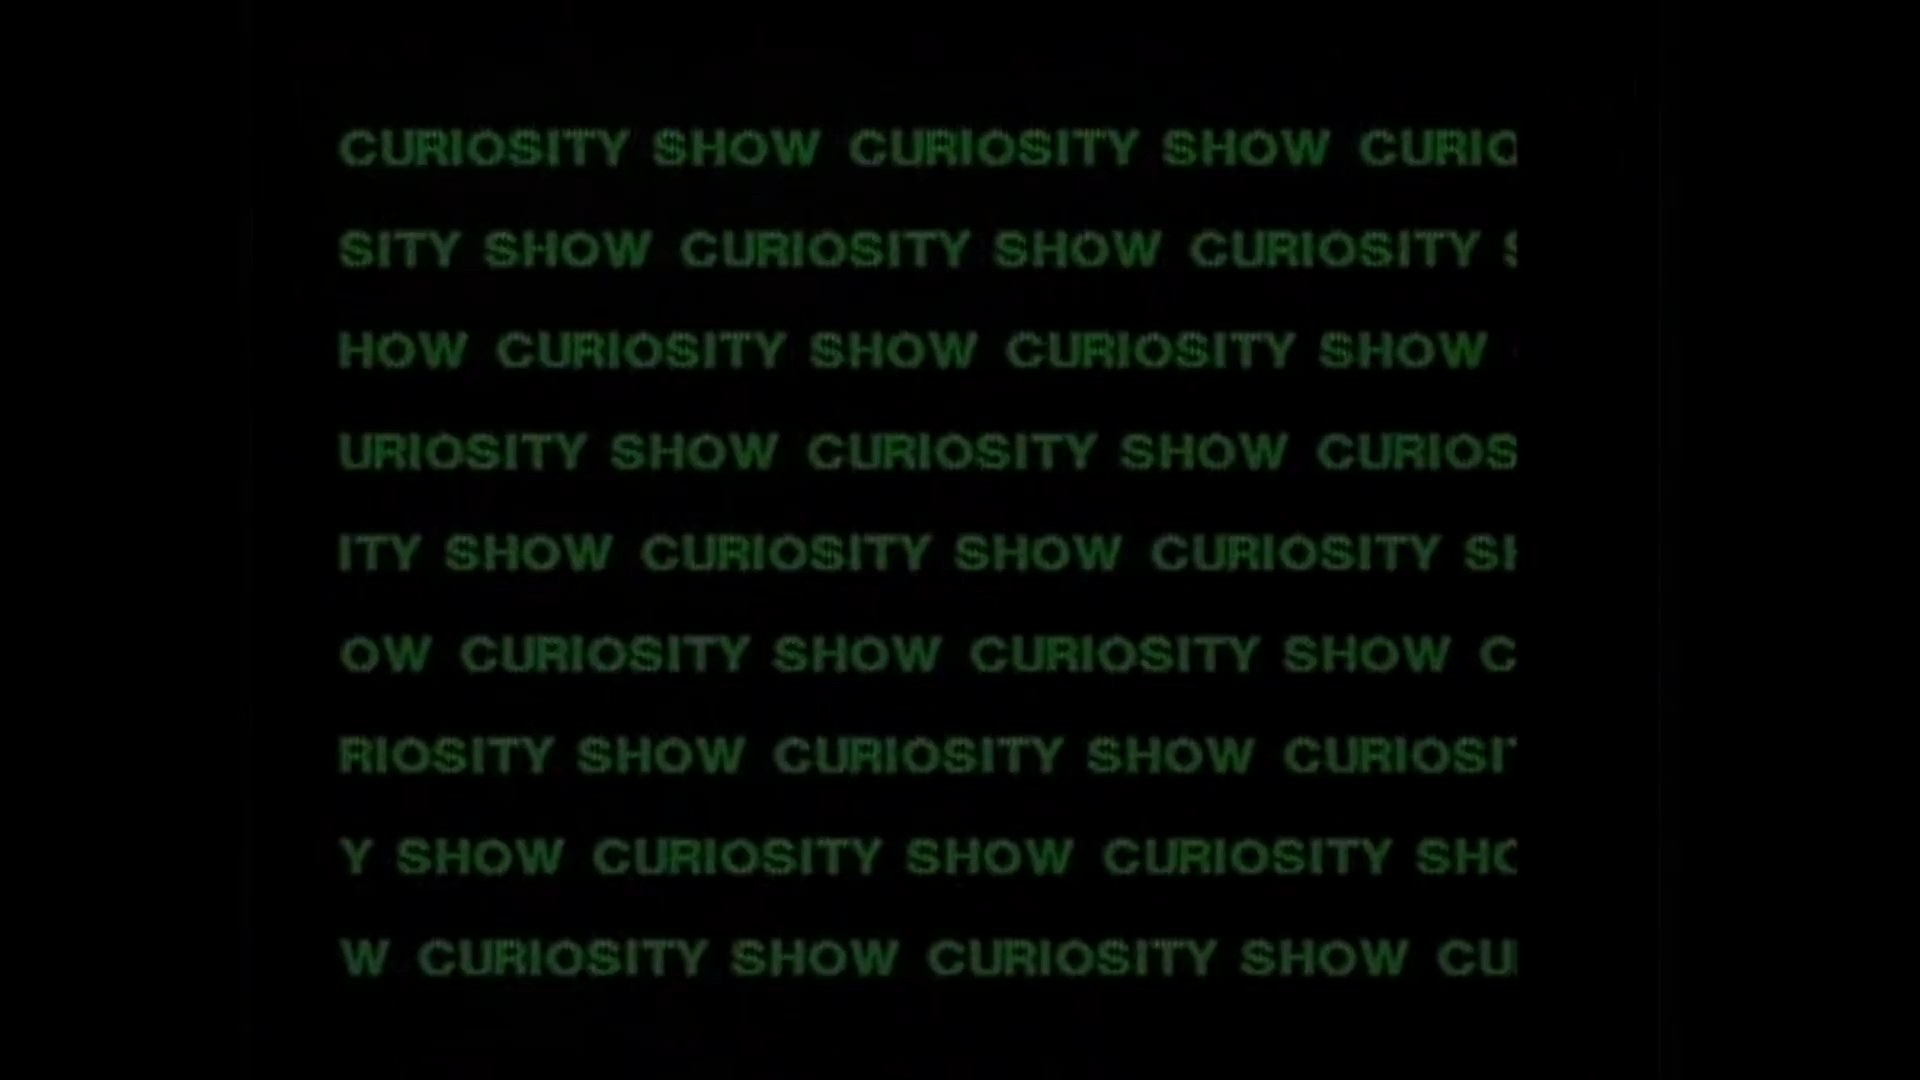 CURIOSITY SHOW CURIOSITY SHOW CURIO
SITY SHOW CURIOSITY SHOW CURIOSITY S
HOW CURIOSITY SHOW CURIOSITY SHOW
URIOSITY SHOW CURIOSITY SHOW CURIOS
ITY SHOW CURIOSITY SHOW CURIOSITY SH
OW CURIOSITY SHOW CURIOSITY SHOW C
RIOSITY SHOW CURIOSITY SHOW CURIOSIT
Y SHOW CURIOSITY SHOW CURIOSITY SHO
W CURIOSITY SHOW CURIOSITY SHOW CU